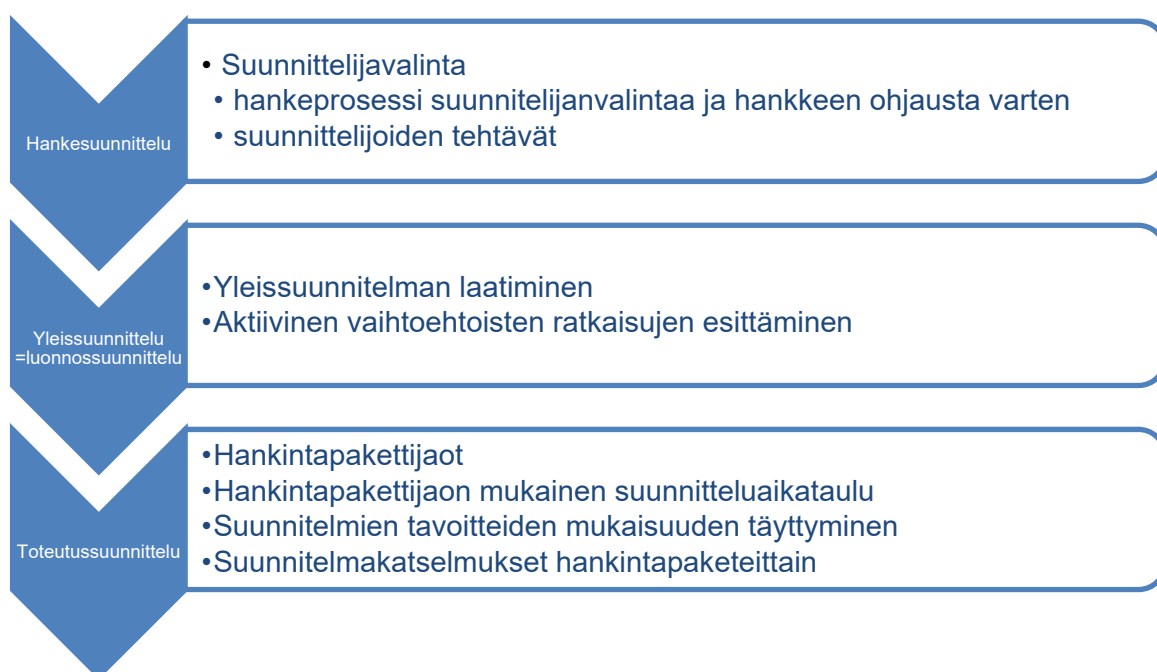 Hankesuunnittelu
• Suunnittelijavalinta
• hankeprosessi suunnitelijanvalintaa ja hankkeen ohjausta varten
• suunnittelijoiden tehtävät
Yleissuunnittelu
=luonnossuunnittelu
•Yleissuunnitelman laatiminen
•Aktiivinen vaihtoehtoisten ratkaisujen esittäminen
Toteutussuunnittelu
•Hankintapakettijaot
•Hankintapakettijaon mukainen suunnitteluaikataulu
•Suunnitelmien tavoitteiden mukaisuuden täyttyminen
•Suunnitelmakatselmukset hankintapaketeittain